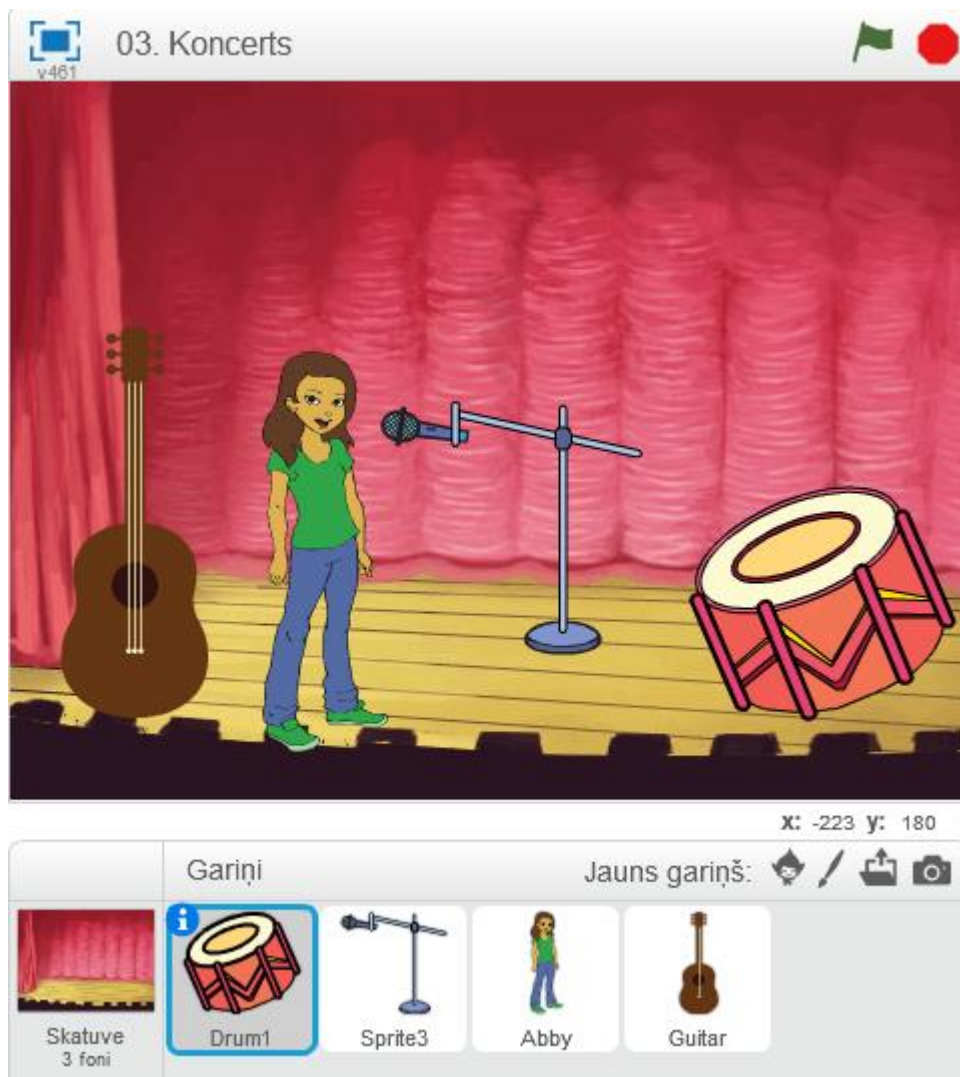 03. Koncerts
v461
x: -223 y: 180
Gariņi
Jauns gariņš:
Skatuve
3 foni
Drum1
Sprite3
Abby
Guitar